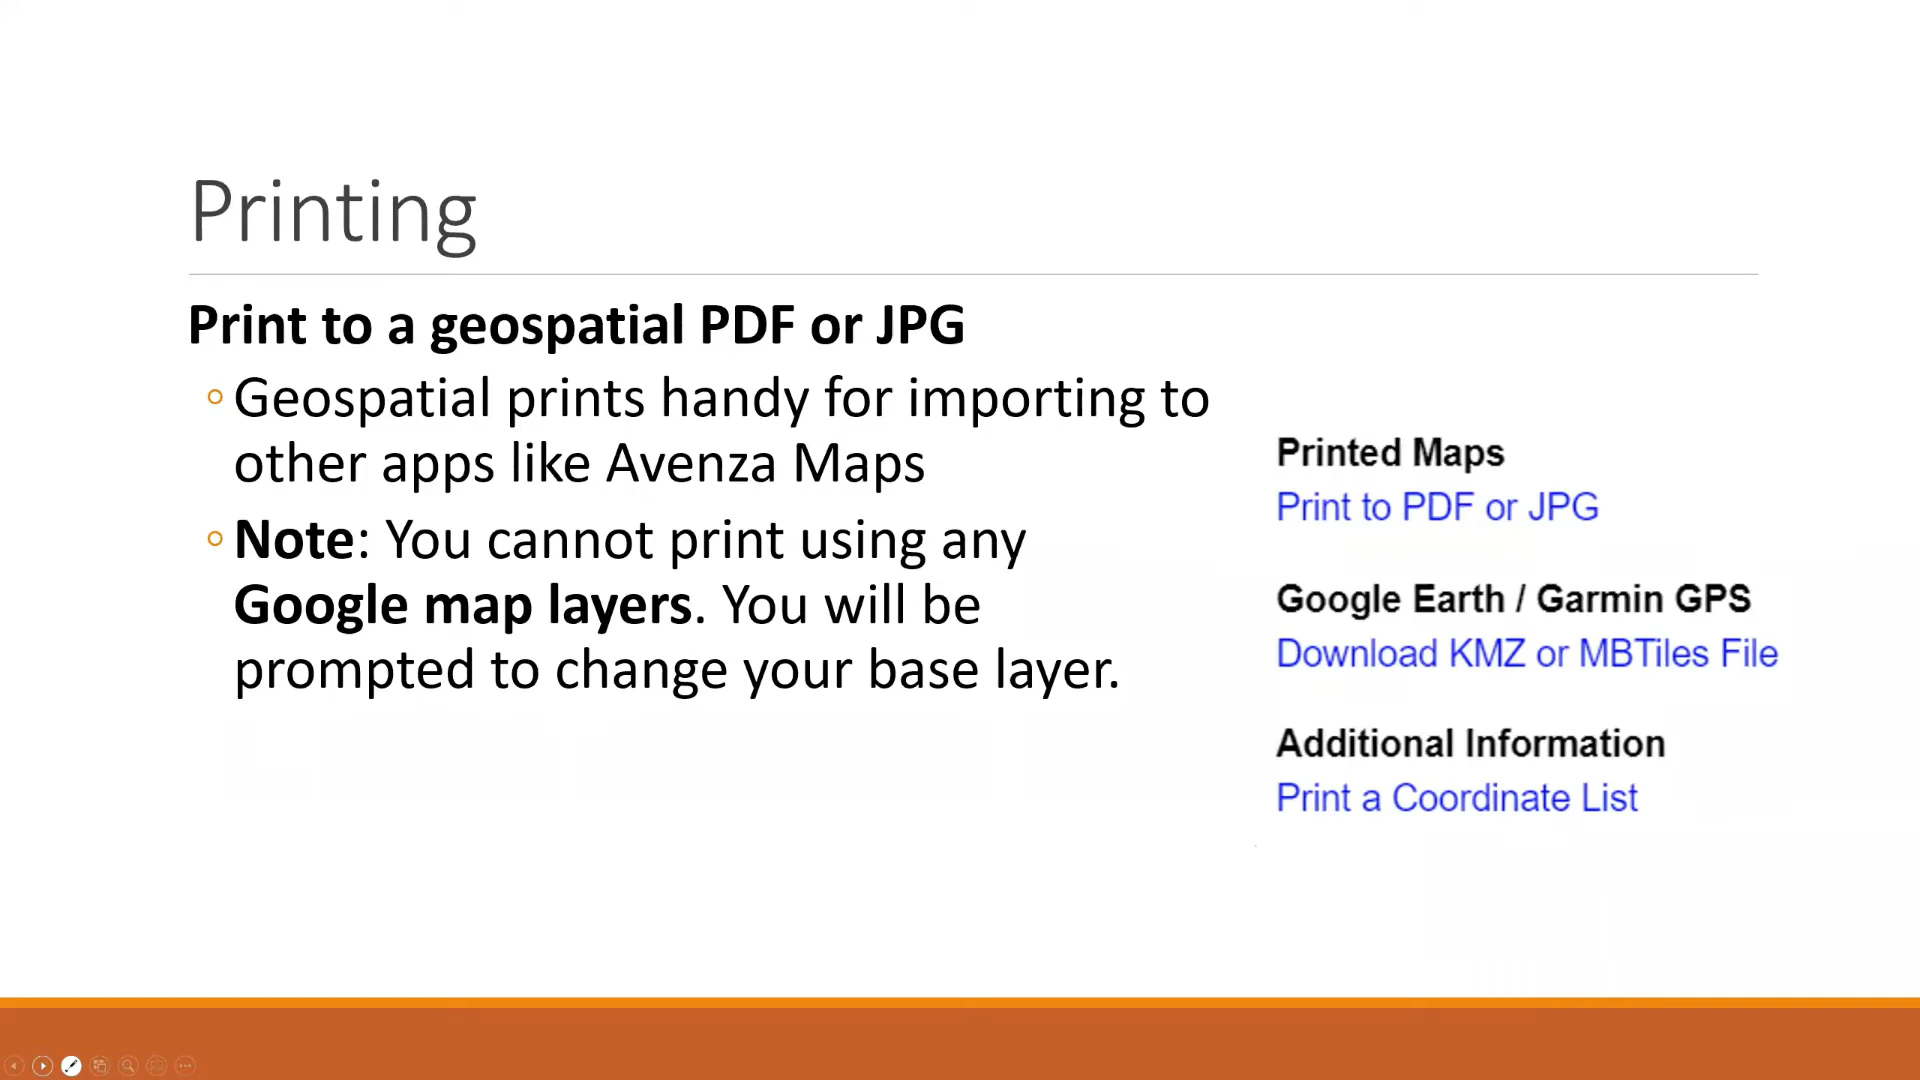 Printing
Print to a geospatial PDF or JPG
Geospatial prints handy for importing to
other apps like Avenza Maps
Note: You cannot print using any
Google map layers. You will be
prompted to change your base layer.
Printed Maps
Print to PDF or JPG
Google Earth / Garmin GPS
Download KMZ or MBTiles File
Additional Information
Print a Coordinate List